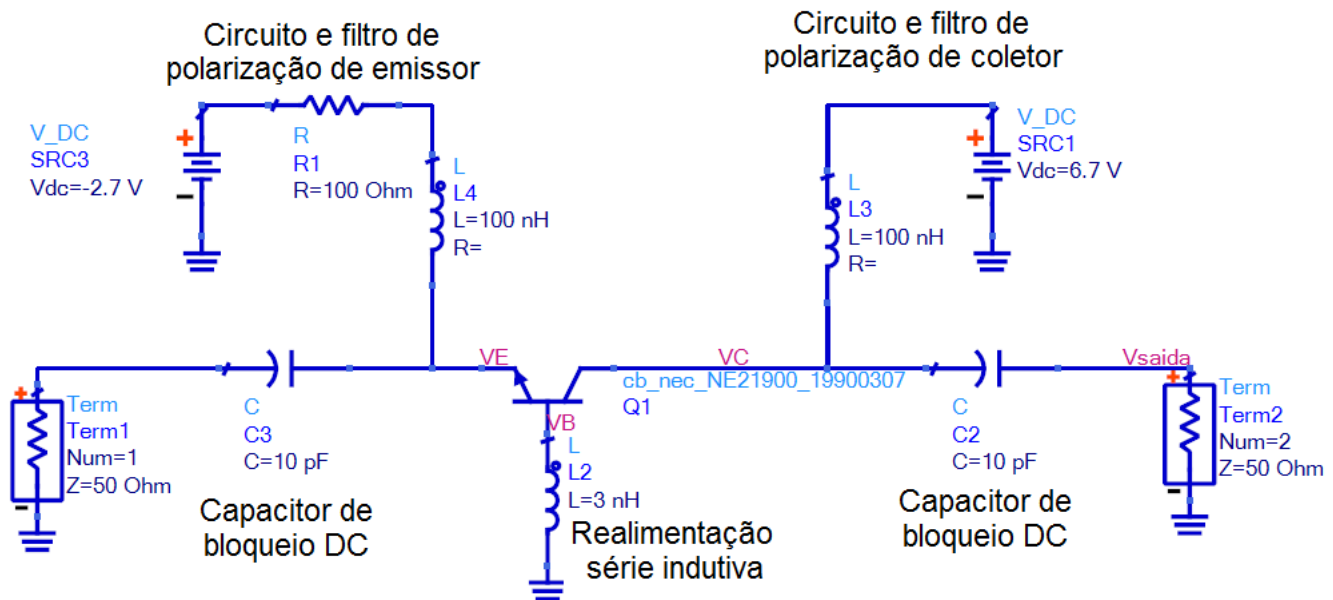 Circuito e filtro de
polarização de emissor
Circuito e filtro de
polarização de coletor
V_DC
SRC3
Vdc=-2.7 V
+
-
R
R1
R=100 Ohm
L
L4
L=100 nH
R=
L
L3
L=100 nH
R=
+
-
V_DC
SRC1
Vdc=6.7 V
VE
VC
Vsaida
cb_nec_NE21900_19900307
Q1
VB
+
-
Term
Term1
Num=1
Z=50 Ohm
C
C3
C=10 pF
Capacitor de
bloqueio DC
L
L2
L=3 nH
Realimentação
série indutiva
C
C2
C=10 pF
Capacitor de
bloqueio DC
+
-
Term
Term2
Num=2
Z=50 Ohm